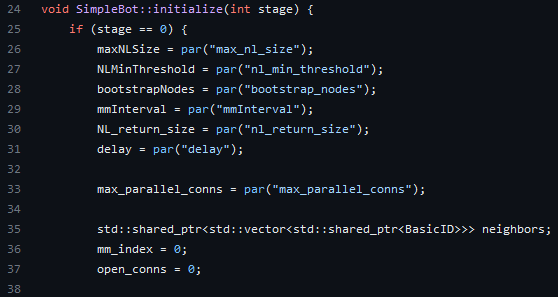 24 void SimpleBot::initialize(int stage) {
25 if (stage == 0) {
26 maxNLSize = par("max_nl_size");
27 NLMinThreshold = par("nl_min_threshold");
28 bootstrapNodes = par("bootstrap_nodes");
29 mmInterval = par("mmInterval");
30 NL_return_size = par("nl_return_size");
31 delay = par("delay");
32
33 max_parallel_conns = par("max_parallel_conns");
34
35 std::shared_ptr<std::vector<std::shared_ptr<BasicID>>> neighbors;
36 mm_index = 0;
37 open_conns = 0;
38